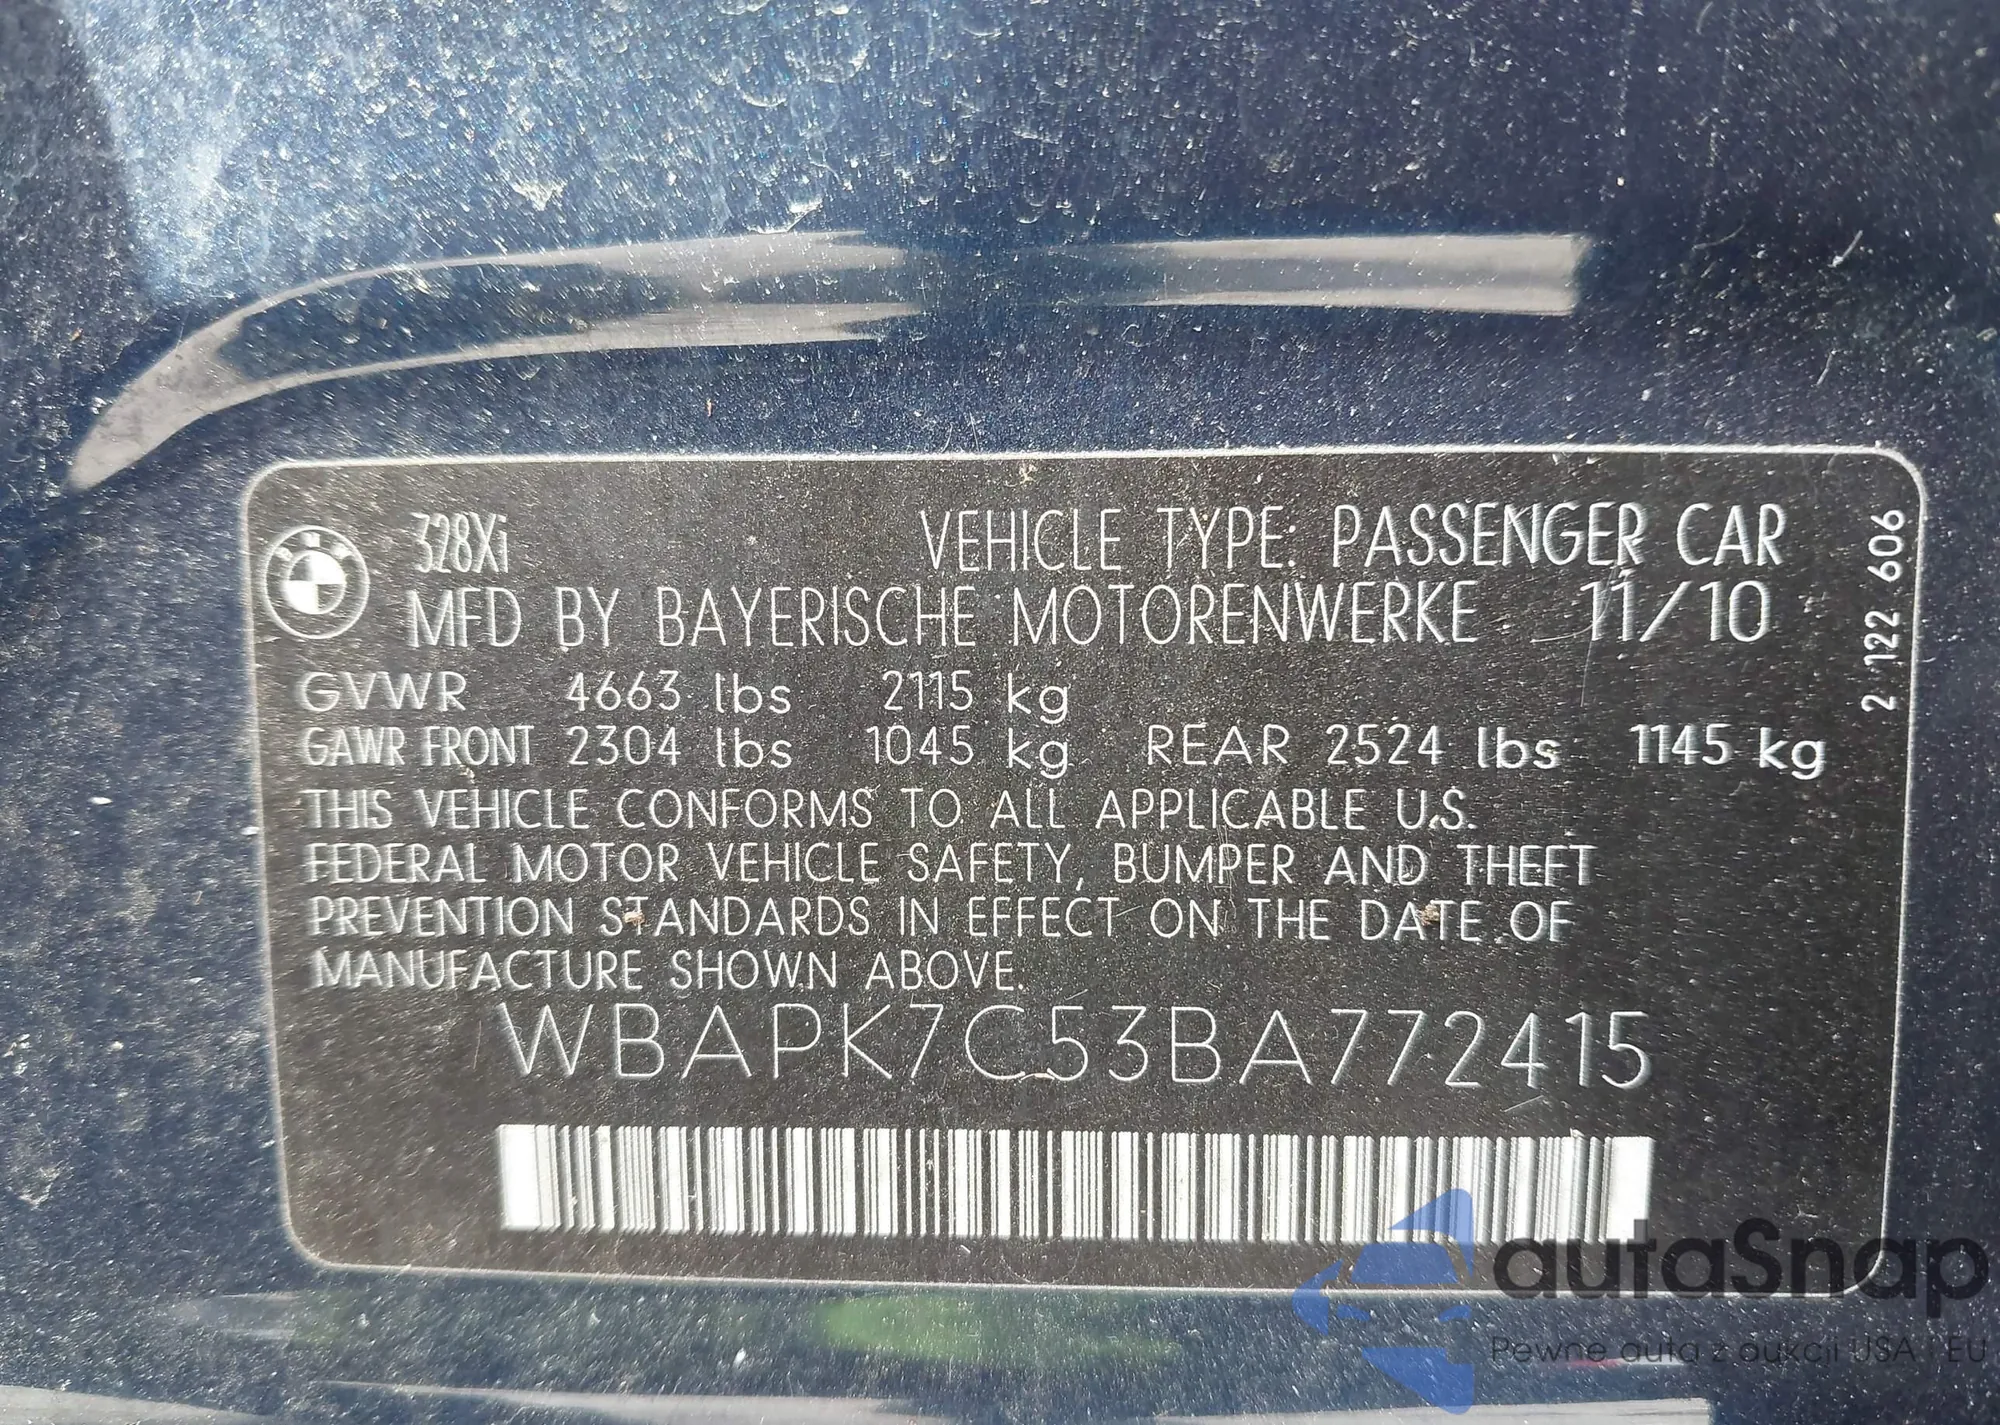 328Xi VEHICLE TYPE: PASSENGER CAR
MFD BY BAYERISCHE MOTORENWERKE 11/10
GVWR 4663 lbs 2115 kg
GAWR FRONT 2304 lbs 1045 kg REAR 2524 lbs 1145 kg
THIS VEHICLE CONFORMS TO ALL APPLICABLE U.S.
FEDERAL MOTOR VEHICLE SAFETY, BUMPER AND THEFT
PREVENTION STANDARDS IN EFFECT ON THE DATE OF
MANUFACTURE SHOWN ABOVE.
WBAPK7C53BA772415
2 122 606
BMW
autaSnap
Pewne auta z aukcji USA i EU